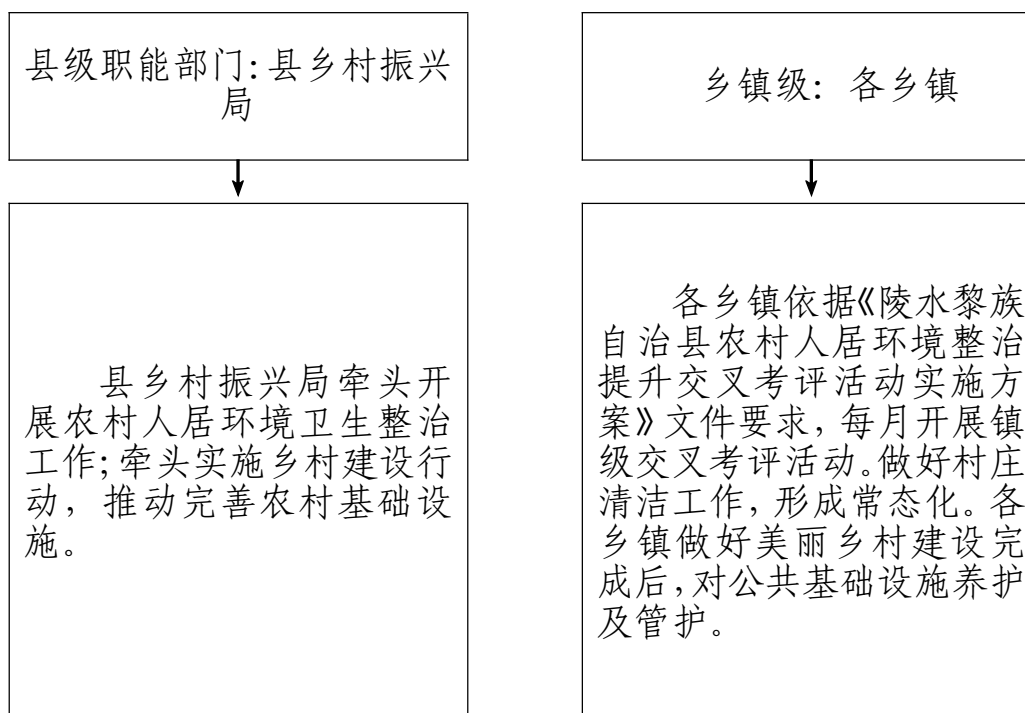 县级职能部门:县乡村振兴
局
县乡村振兴局牵头开
展农村人居环境卫生整治
工作;牵头实施乡村建设行
动，推动完善农村基础设
施。
乡镇级：各乡镇
各乡镇依据《陵水黎族
自治县农村人居环境整治
提升交叉考评活动实施方
案》文件要求，每月开展镇
级交叉考评活动。做好村庄
清洁工作，形成常态化。各
乡镇做好美丽乡村建设完
成后，对公共基础设施养护
及管护。